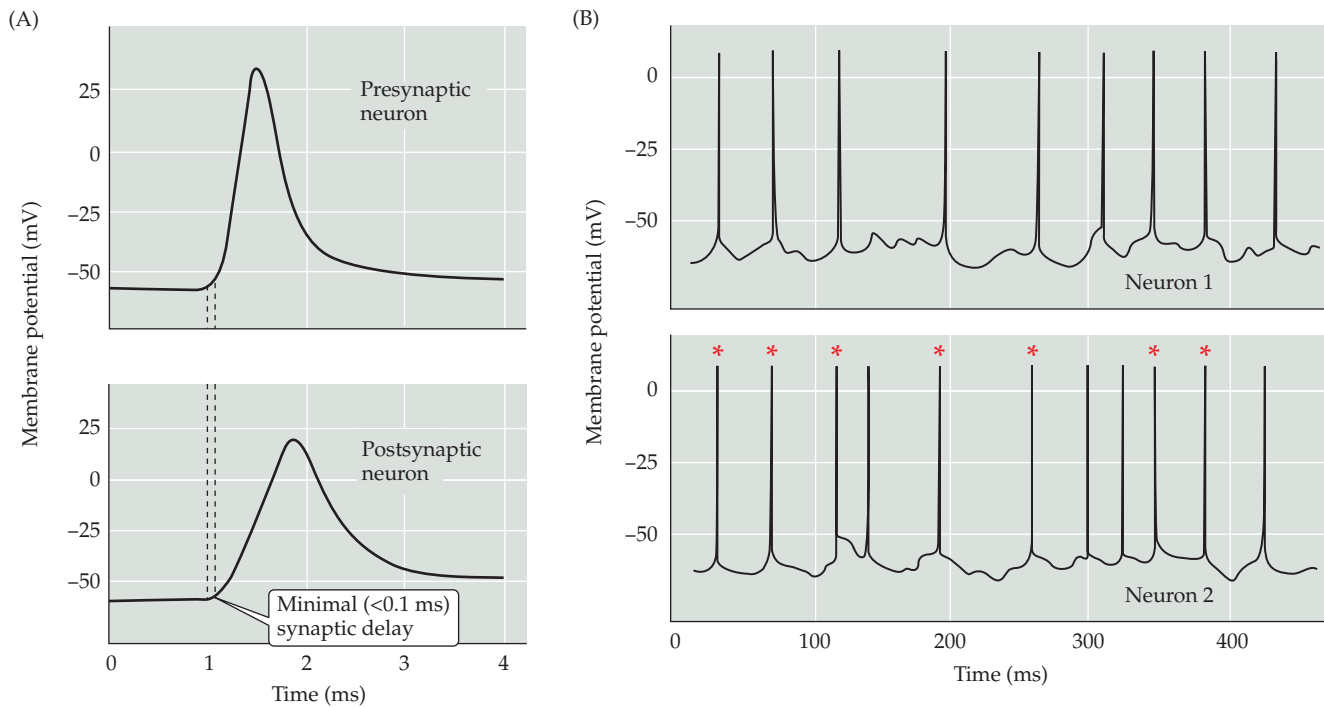 (A)
Membrane potential (mV)
25
0
–25
–50
Presynaptic
neuron
25
0
–25
–50
Postsynaptic
neuron
Minimal (<0.1 ms)
synaptic delay
0 1 2 3 4
Time (ms)
(B)
Membrane potential (mV)
0
–25
–50
Neuron 1
* * * * * * *
0
–25
–50
Neuron 2
0 100 200 300 400
Time (ms)